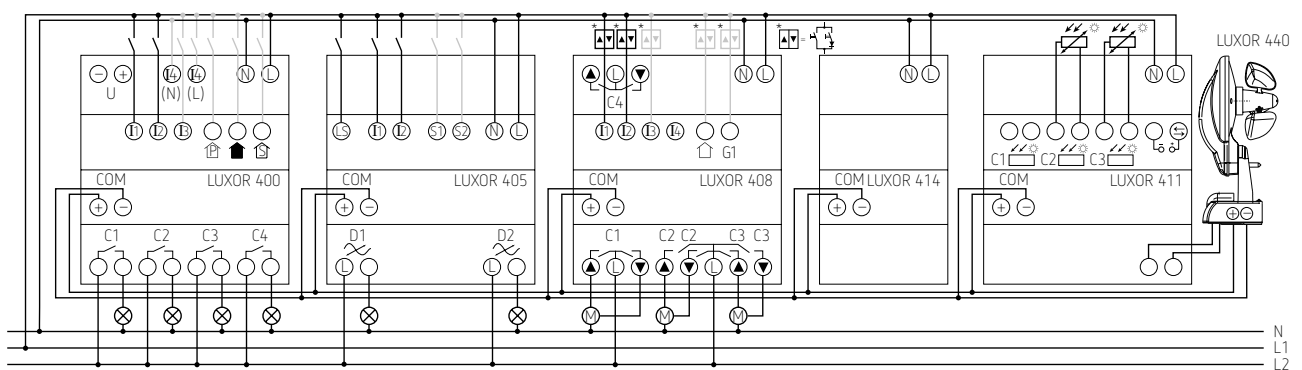 * * * * =
LUXOR 440
− + I4 I4 N L
U (N) (L)
I1 I2 I3
P S
COM LUXOR 400
+ −
C1 C2 C3 C4
LS I1 I2 S1 S2 N L
COM LUXOR 405
+ −
D1 D2
L L
L N L
C4
I1 I2 I3 I4
G1
COM LUXOR 408
+ −
C1 C2 C2 C3 C3
L L
M M M
N L
COM LUXOR 414
+ −
N L
C1 C2 C3
COM LUXOR 411
+ −
+ −
N
L1
L2